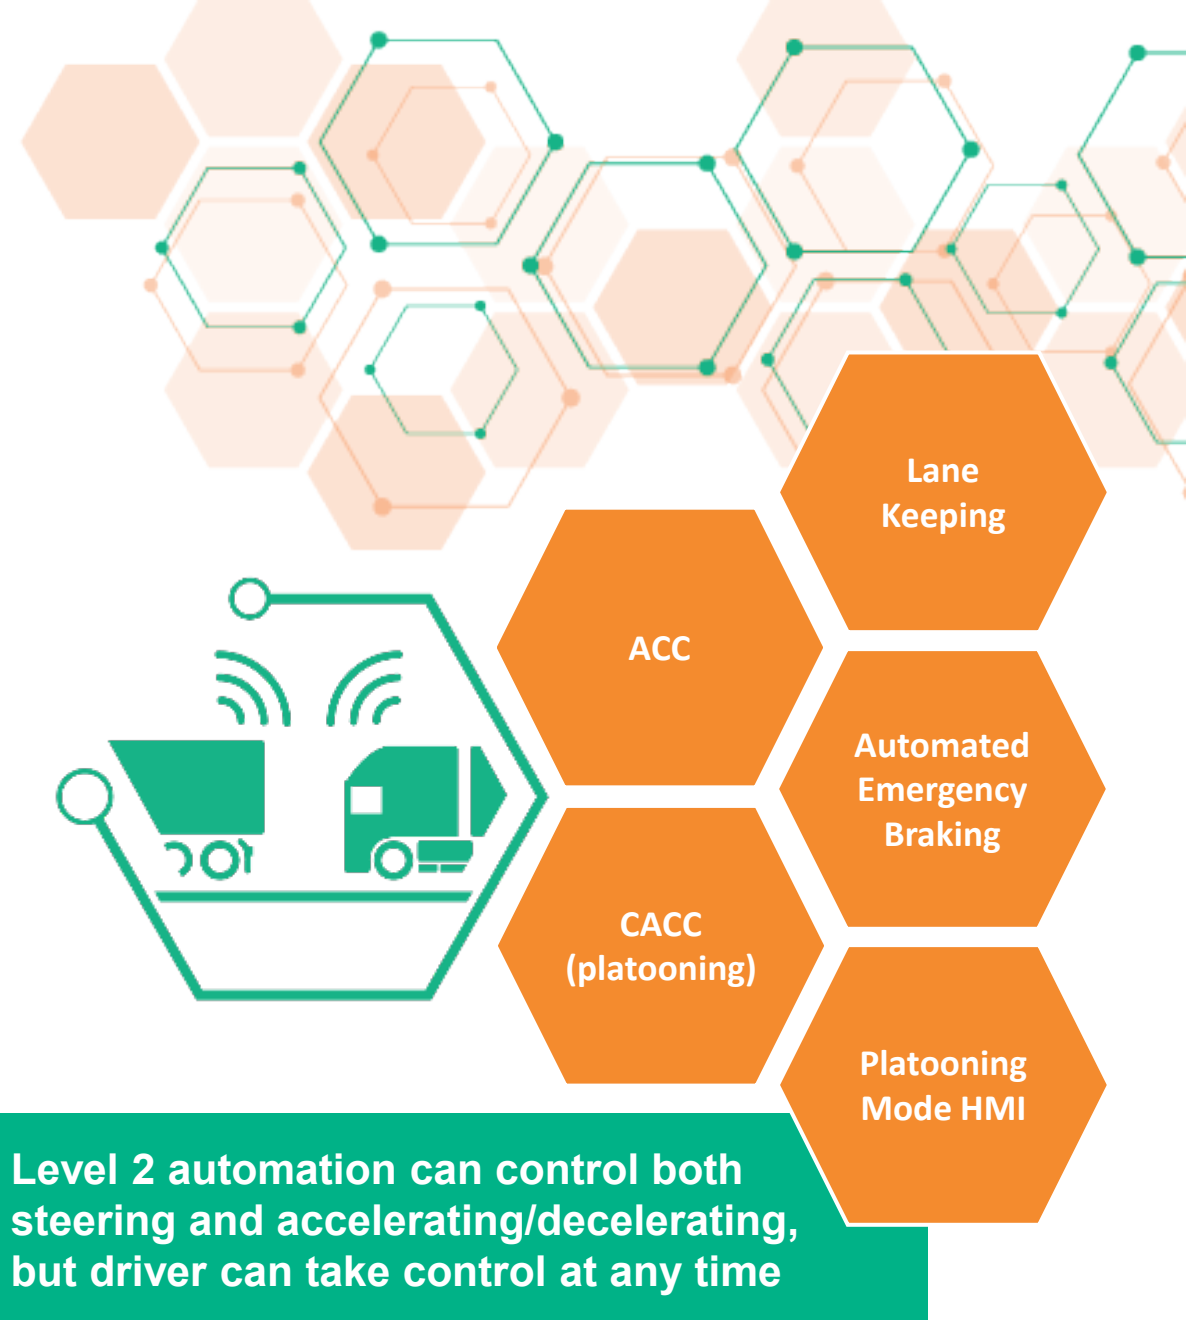 Lane
Keeping
ACC
Automated
Emergency
Braking
CACC
(platooning)
Platooning
Mode HMI
Level 2 automation can control both
steering and accelerating/decelerating,
but driver can take control at any time